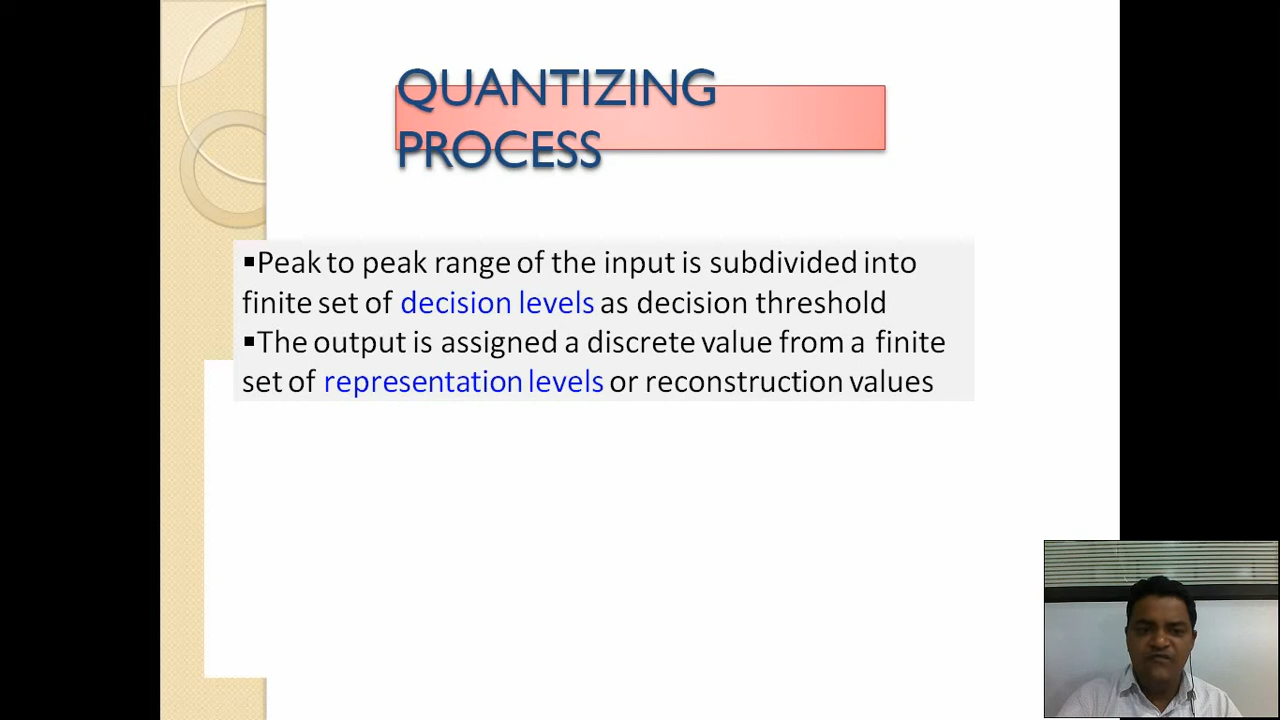 QUANTIZING
PROCESS
▪Peak to peak range of the input is subdivided into
finite set of decision levels as decision threshold
▪The output is assigned a discrete value from a finite
set of representation levels or reconstruction values